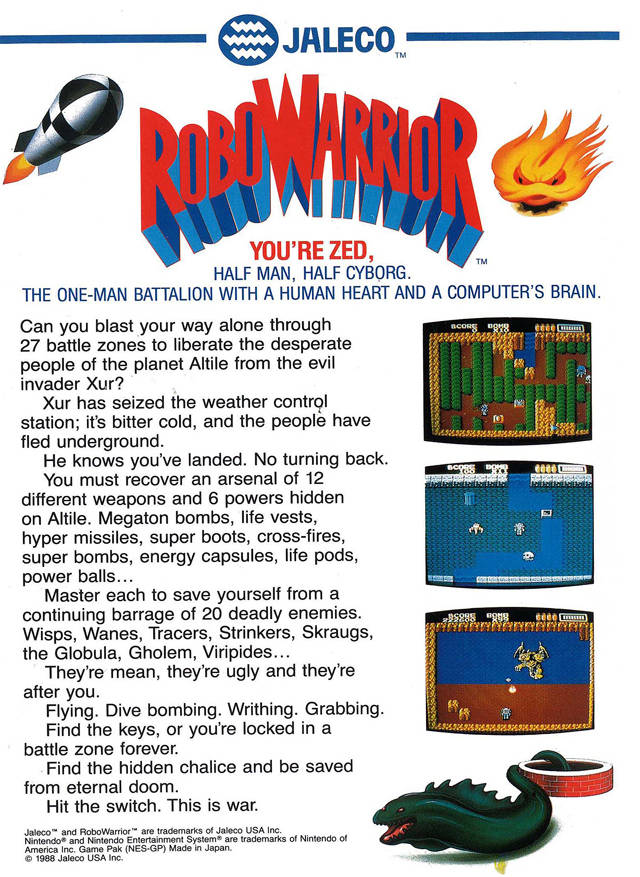 JALECO™
ROBOWARRIOR™
YOU'RE ZED,
HALF MAN, HALF CYBORG.
THE ONE-MAN BATTALION WITH A HUMAN HEART AND A COMPUTER'S BRAIN.
Can you blast your way alone through
27 battle zones to liberate the desperate
people of the planet Altile from the evil
invader Xur?
Xur has seized the weather control
station; it's bitter cold, and the people have
fled underground.
He knows you've landed. No turning back.
You must recover an arsenal of 12
different weapons and 6 powers hidden
on Altile. Megaton bombs, life vests,
hyper missiles, super boots, cross-fires,
super bombs, energy capsules, life pods,
power balls...
Master each to save yourself from a
continuing barrage of 20 deadly enemies.
Wisps, Wanes, Tracers, Strinkers, Skraugs,
the Globula, Gholem, Viripides...
They're mean, they're ugly and they're
after you.
Flying. Dive bombing. Writhing. Grabbing.
Find the keys, or you're locked in a
battle zone forever.
Find the hidden chalice and be saved
from eternal doom.
Hit the switch. This is war.
SCORE BOMB
SCORE BOMB
SCORE BOMB
Jaleco™ and RoboWarrior™ are trademarks of Jaleco USA Inc.
Nintendo® and Nintendo Entertainment System® are trademarks of Nintendo of
America Inc. Game Pak (NES-GP) Made in Japan.
© 1988 Jaleco USA Inc.